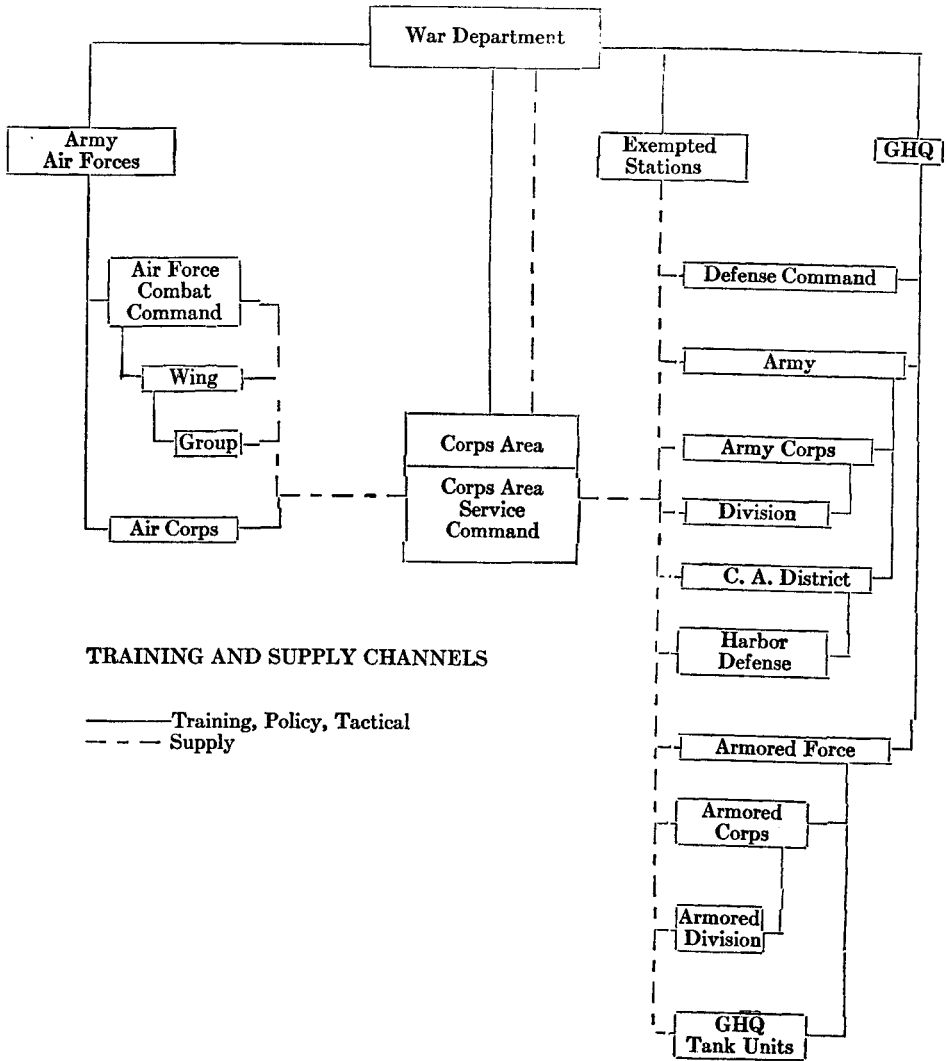 War Department
Army
Air Forces
Exempted
Stations
GHQ
Air Force
Combat
Command
Wing
Group
Air Corps
Corps Area
Corps Area
Service
Command
Defense Command
Army
Army Corps
Division
C. A. District
Harbor
Defense
Armored Force
Armored
Corps
Armored
Division
GHQ
Tank Units
TRAINING AND SUPPLY CHANNELS
Training, Policy, Tactical
Supply